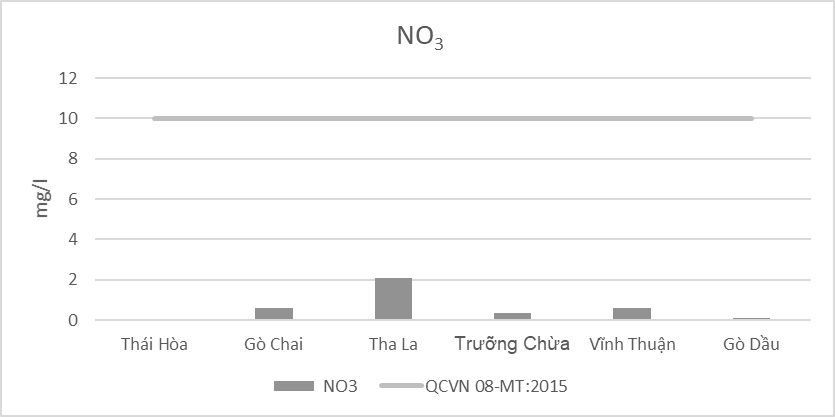 NO3
12
10
8
6
4
2
0
mg/l
Thái Hòa Gò Chai Tha La Trưỡng Chừa Vĩnh Thuận Gò Dầu
NO3 QCVN 08-MT:2015